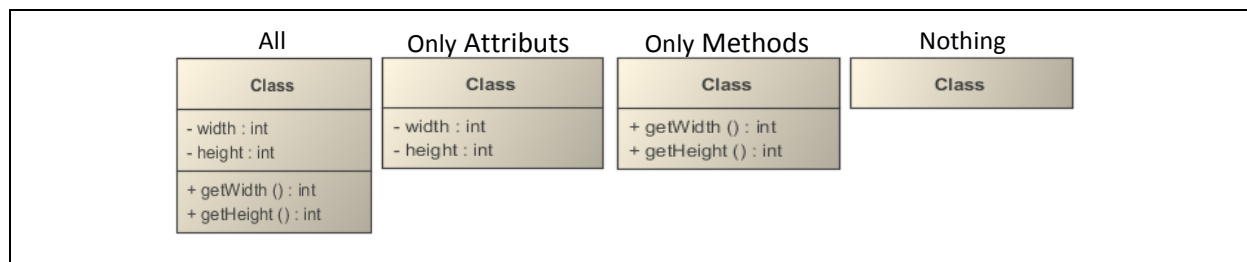 All
Class
- width : int
- height : int
+ getWidth () : int
+ getHeight () : int
Only Attributs
Class
- width : int
- height : int
Only Methods
Class
+ getWidth () : int
+ getHeight () : int
Nothing
Class